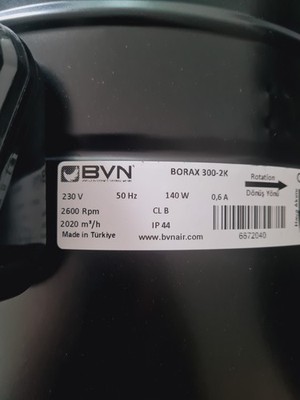 BVN
BORAX 300-2K
230 V 50 Hz 140 W 0,6 A
Rotation
Dönüş Yönü
2600 Rpm CL B
2020 m³/h IP 44
Made in Türkiye www.bvnair.com
6572040